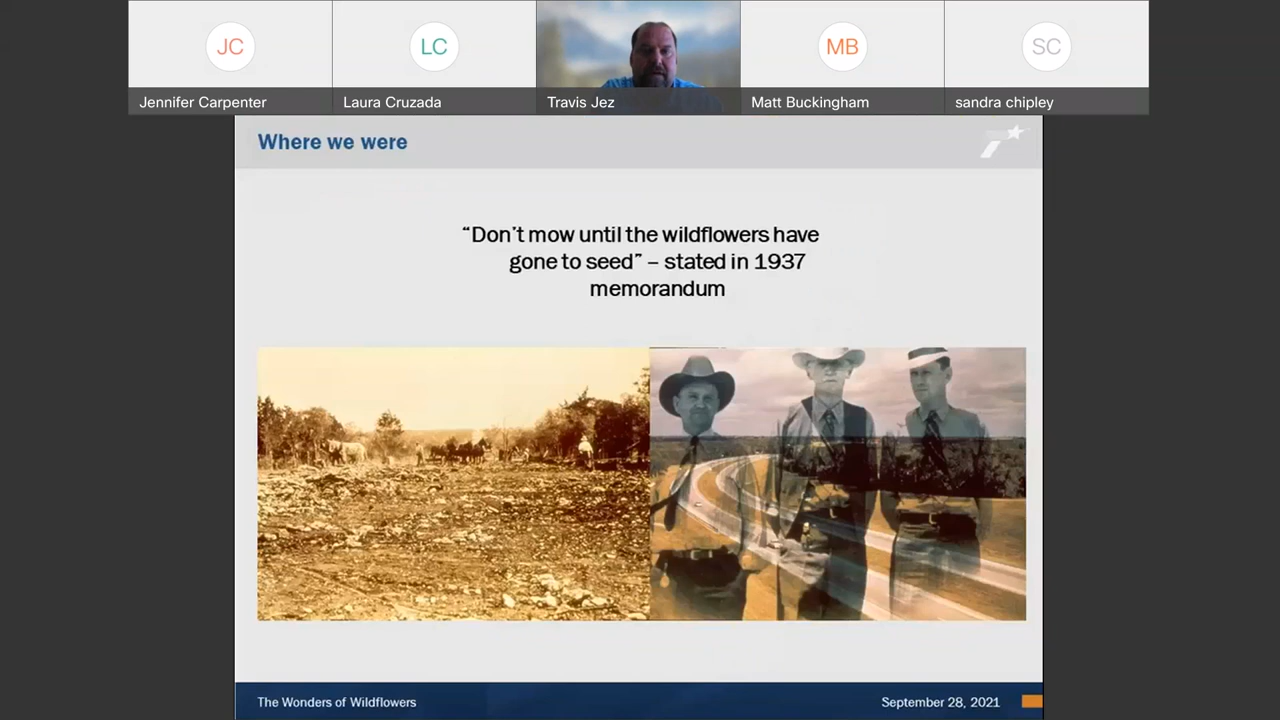 JC
LC
MB
SC
Jennifer Carpenter
Laura Cruzada
Travis Jez
Matt Buckingham
sandra chipley
Where we were
“Don’t mow until the wildflowers have
gone to seed” – stated in 1937
memorandum
The Wonders of Wildflowers
September 28, 2021